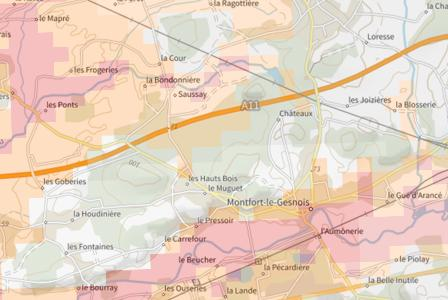 la Ragottière
le Mapré
Loresse
la Cour
les Frogeries
la Bondonnière
Saussay
les Ponts
A11
les Joizières
la Blosserie
Châteaux
100
73
les Goberies
les Hauts Bois
le Muguet
le Gué d'Arancé
Montfort-le-Gesnois
la Houdinière
le Pressoir
l'Aumônerie
le Carrefour
les Fontaines
le Beucher
la Pécardière
le Piolay
le Bourray
les Ouseries
la Lande
la Belle Inutile